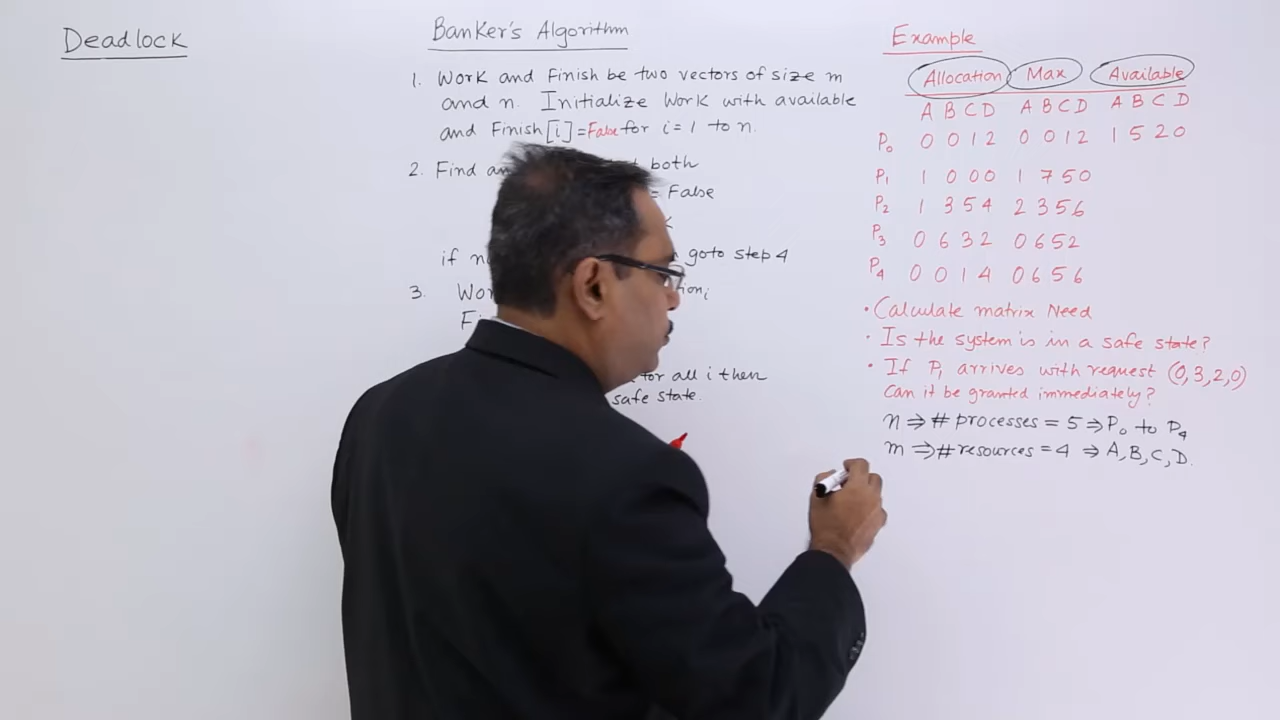 Deadlock
Banker's Algorithm
1. Work and Finish be two vectors of size m
and n. Initialize Work with available
and Finish[i]=False for i=1 to n.
2. Find an both
= False
if goto step 4
3.
for all i then
safe state.
Example
Allocation Max Available
A B C D A B C D A B C D
P0 0 0 1 2 0 0 1 2 1 5 2 0
P1 1 0 0 0 1 7 5 0
P2 1 3 5 4 2 3 5 6
P3 0 6 3 2 0 6 5 2
P4 0 0 1 4 0 6 5 6
• Calculate matrix Need
• Is the system is in a safe state?
• If P1 arrives with request (0,3,2,0)
Can it be granted immediately?
n ⇒ # processes = 5 ⇒ P0 to P4
m ⇒ # resources = 4 ⇒ A, B, C, D.